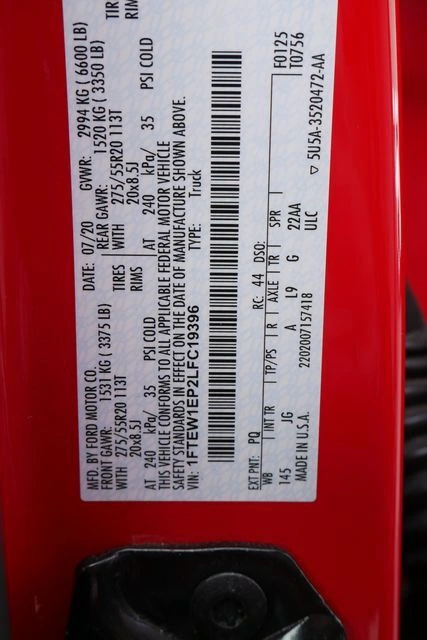 MFD. BY FORD MOTOR CO. DATE: 07/20 GVWR: 2994 KG ( 6600 LB)
FRONT GAWR: 1531 KG ( 3375 LB) REAR GAWR: 1520 KG ( 3350 LB)
WITH 275/55R20 113T TIRES WITH 275/55R20 113T TIR
20x8.5J RIMS 20x8.5J RIM
AT 240 kPa/ 35 PSI COLD AT 240 kPa/ 35 PSI COLD
THIS VEHICLE CONFORMS TO ALL APPLICABLE FEDERAL MOTOR VEHICLE
SAFETY STANDARDS IN EFFECT ON THE DATE OF MANUFACTURE SHOWN ABOVE.
VIN: 1FTEW1EP2LFC19396 TYPE: Truck
F0125
T0756
EXT PNT: PQ RC: 44 DSO:
WB INT TR TP/PS R AXLE TR SPR
145 JG A L9 G 22AA
MADE IN U.S.A. 2202007157418 ULC
▽ 5U5A-3520472-AA